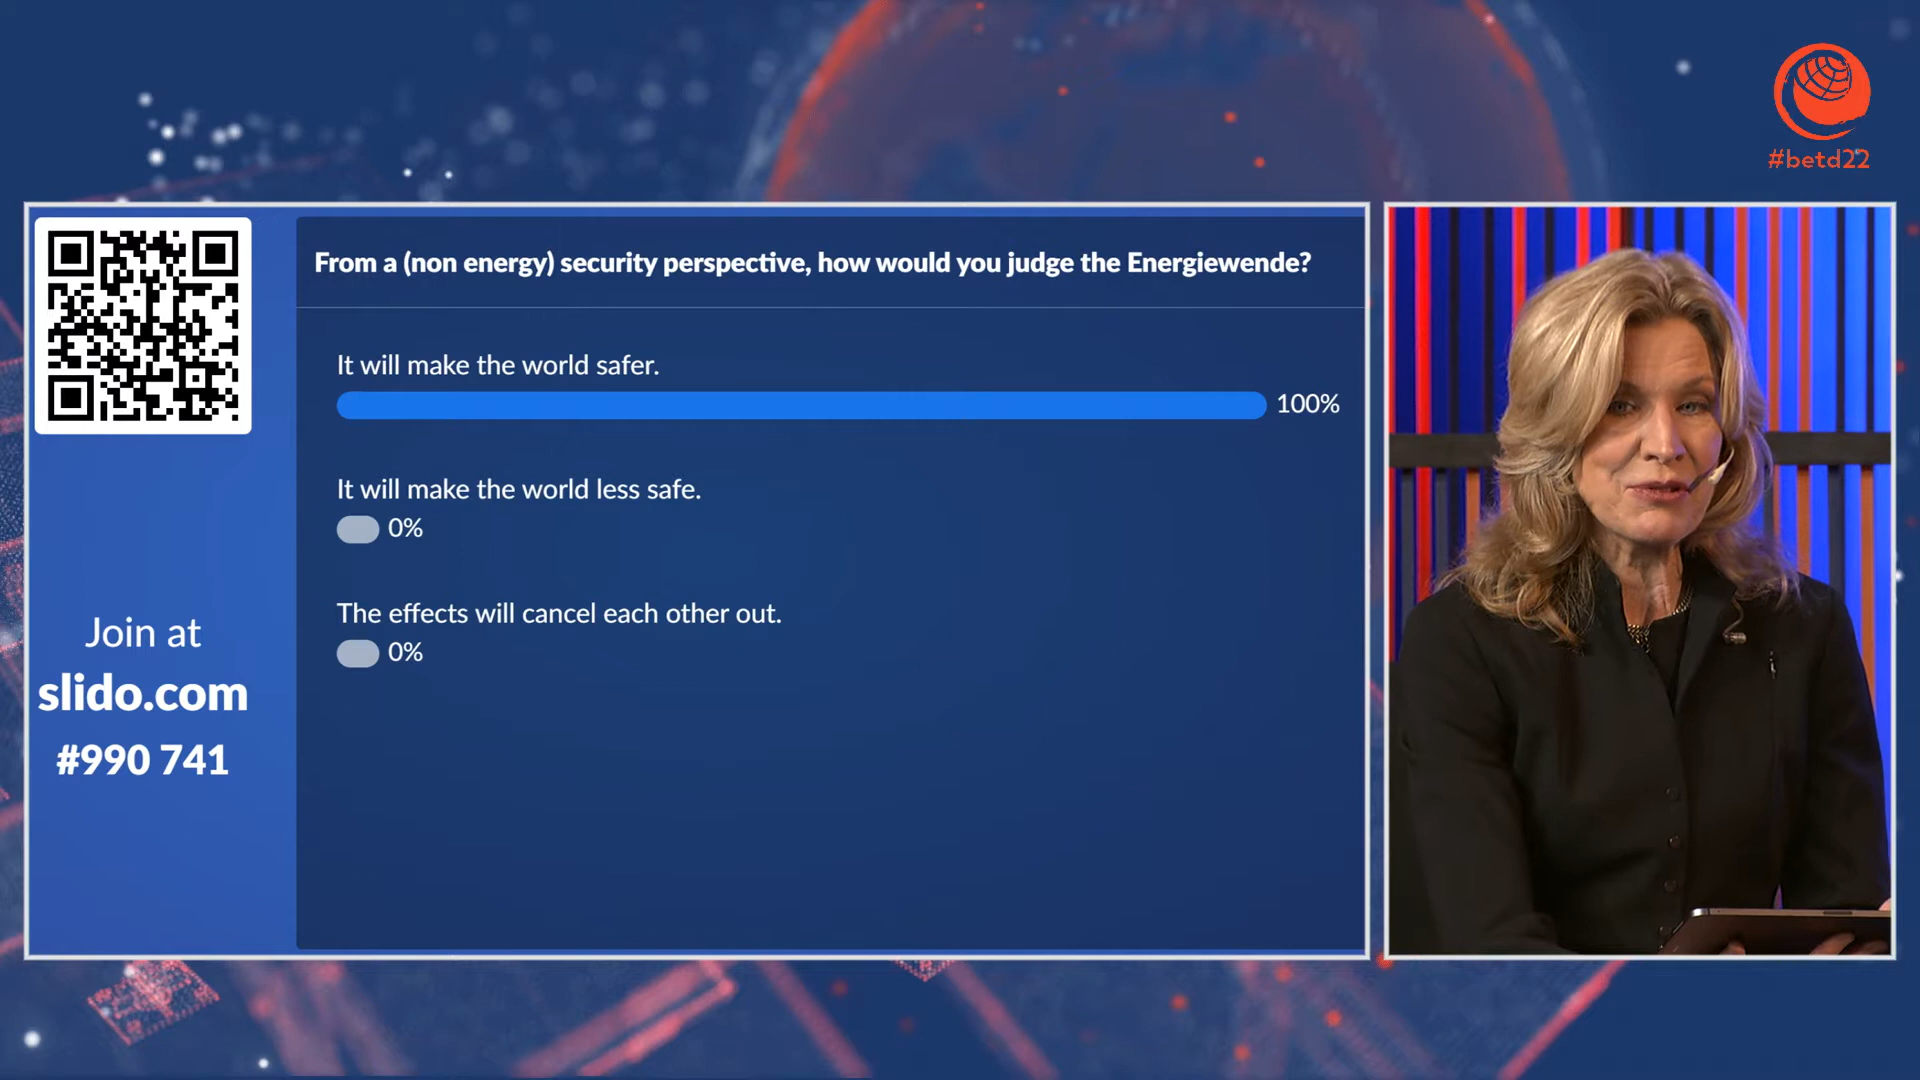 #betd22
From a (non energy) security perspective, how would you judge the Energiewende?
It will make the world safer.
100%
It will make the world less safe.
0%
The effects will cancel each other out.
0%
Join at
slido.com
#990 741